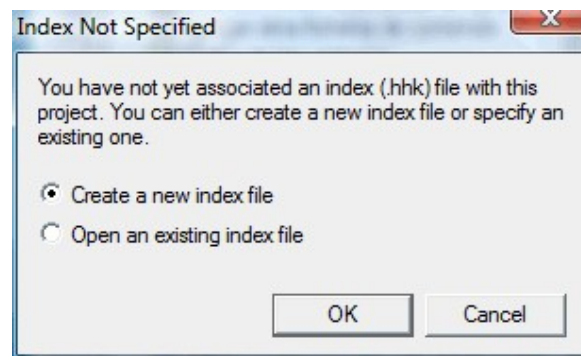 Index Not Specified
You have not yet associated an index (.hhk) file with this
project. You can either create a new index file or specify an
existing one.
Create a new index file
Open an existing index file
OK
Cancel